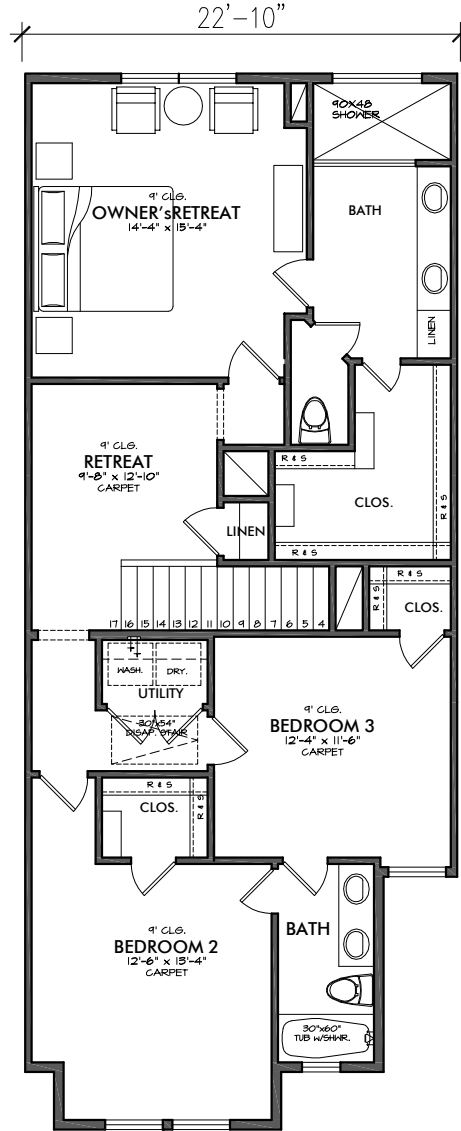 22'-10"
90X48
SHOWER
9' CLG.
OWNER'sRETREAT
14'-4" x 15'-4"
BATH
LINEN
9' CLG.
RETREAT
9'-8" x 12'-10"
CARPET
R & S
R & S
CLOS.
LINEN
R & S
17 16 15 14 13 12 11 10 9 8 7 6 5 4
R & S
R & S
CLOS.
WASH.
DRY.
UTILITY
30"x54"
DISAP. STAIR
9' CLG.
BEDROOM 3
12'-4" x 11'-6"
CARPET
R & S
R & S
CLOS.
9' CLG.
BEDROOM 2
12'-6" x 13'-4"
CARPET
BATH
30"x60"
TUB w/SHWR.